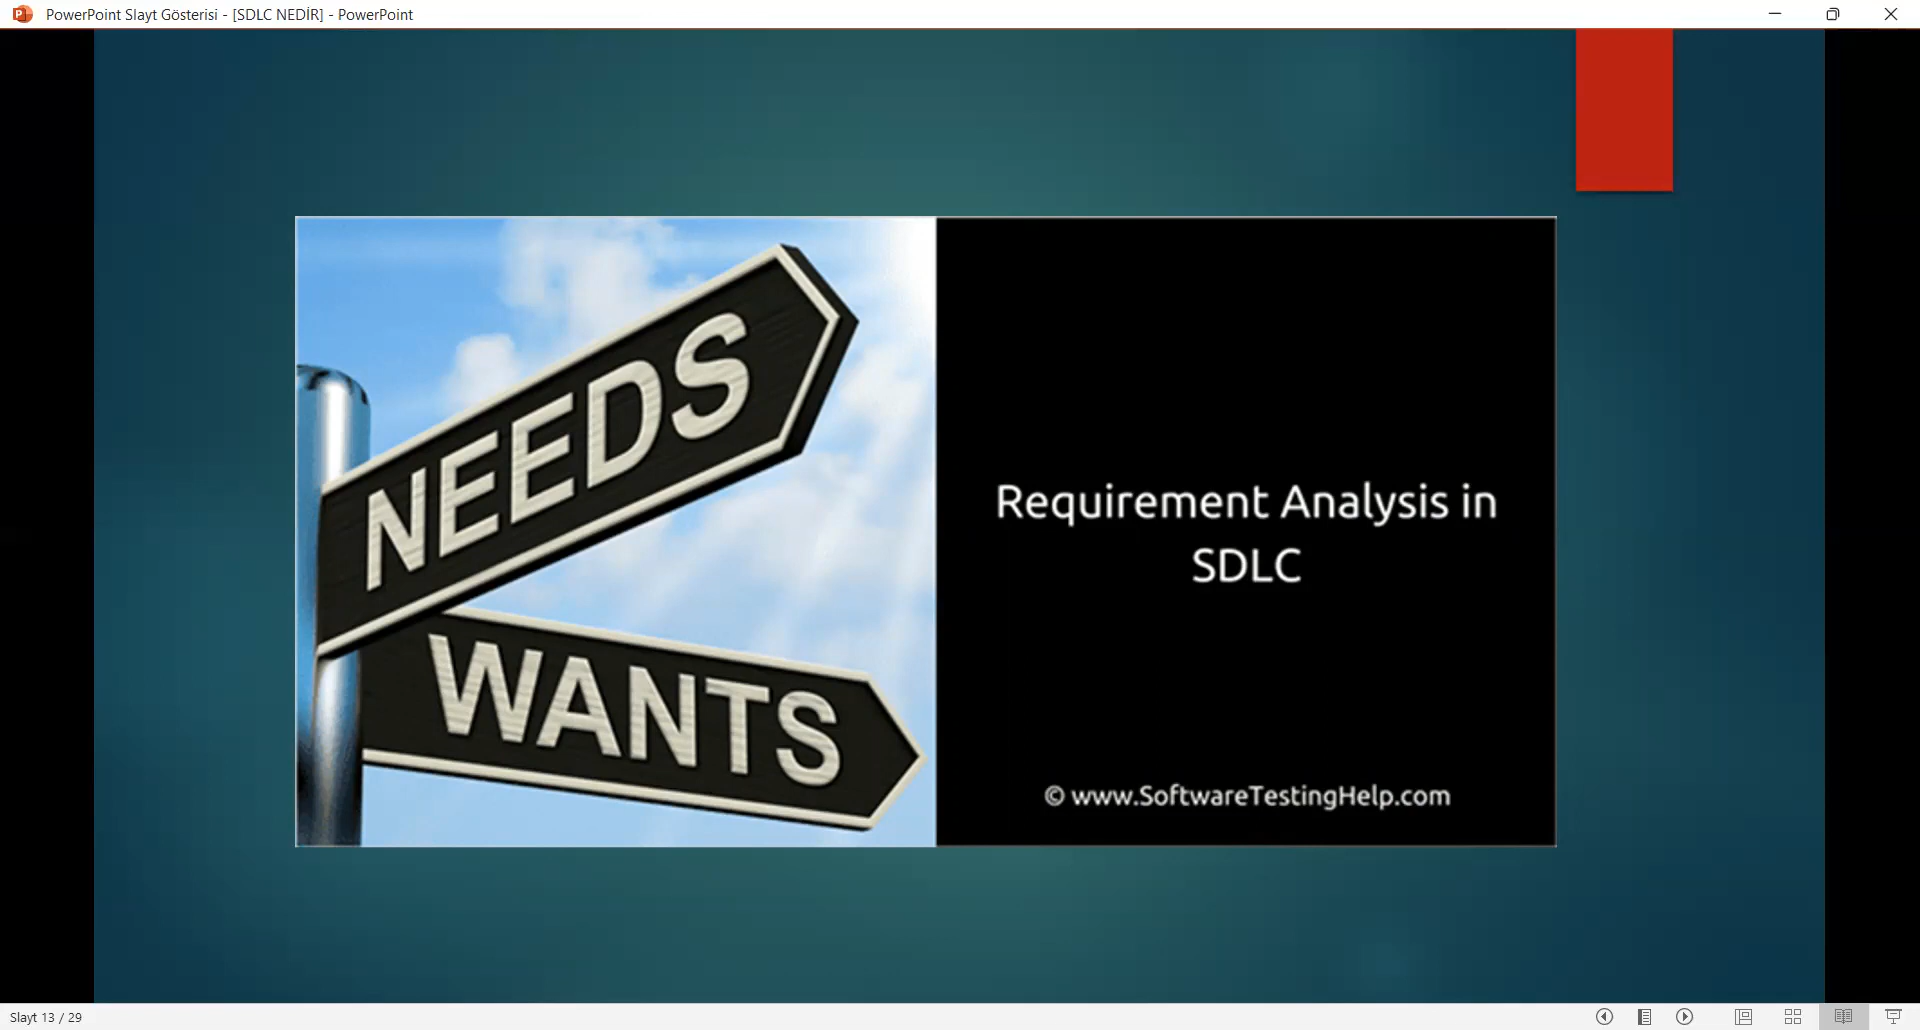 PowerPoint Slayt Gösterisi - [SDLC NEDİR] - PowerPoint
NEEDS
WANTS
Requirement Analysis in
SDLC
© www.SoftwareTestingHelp.com
Slayt 13 / 29